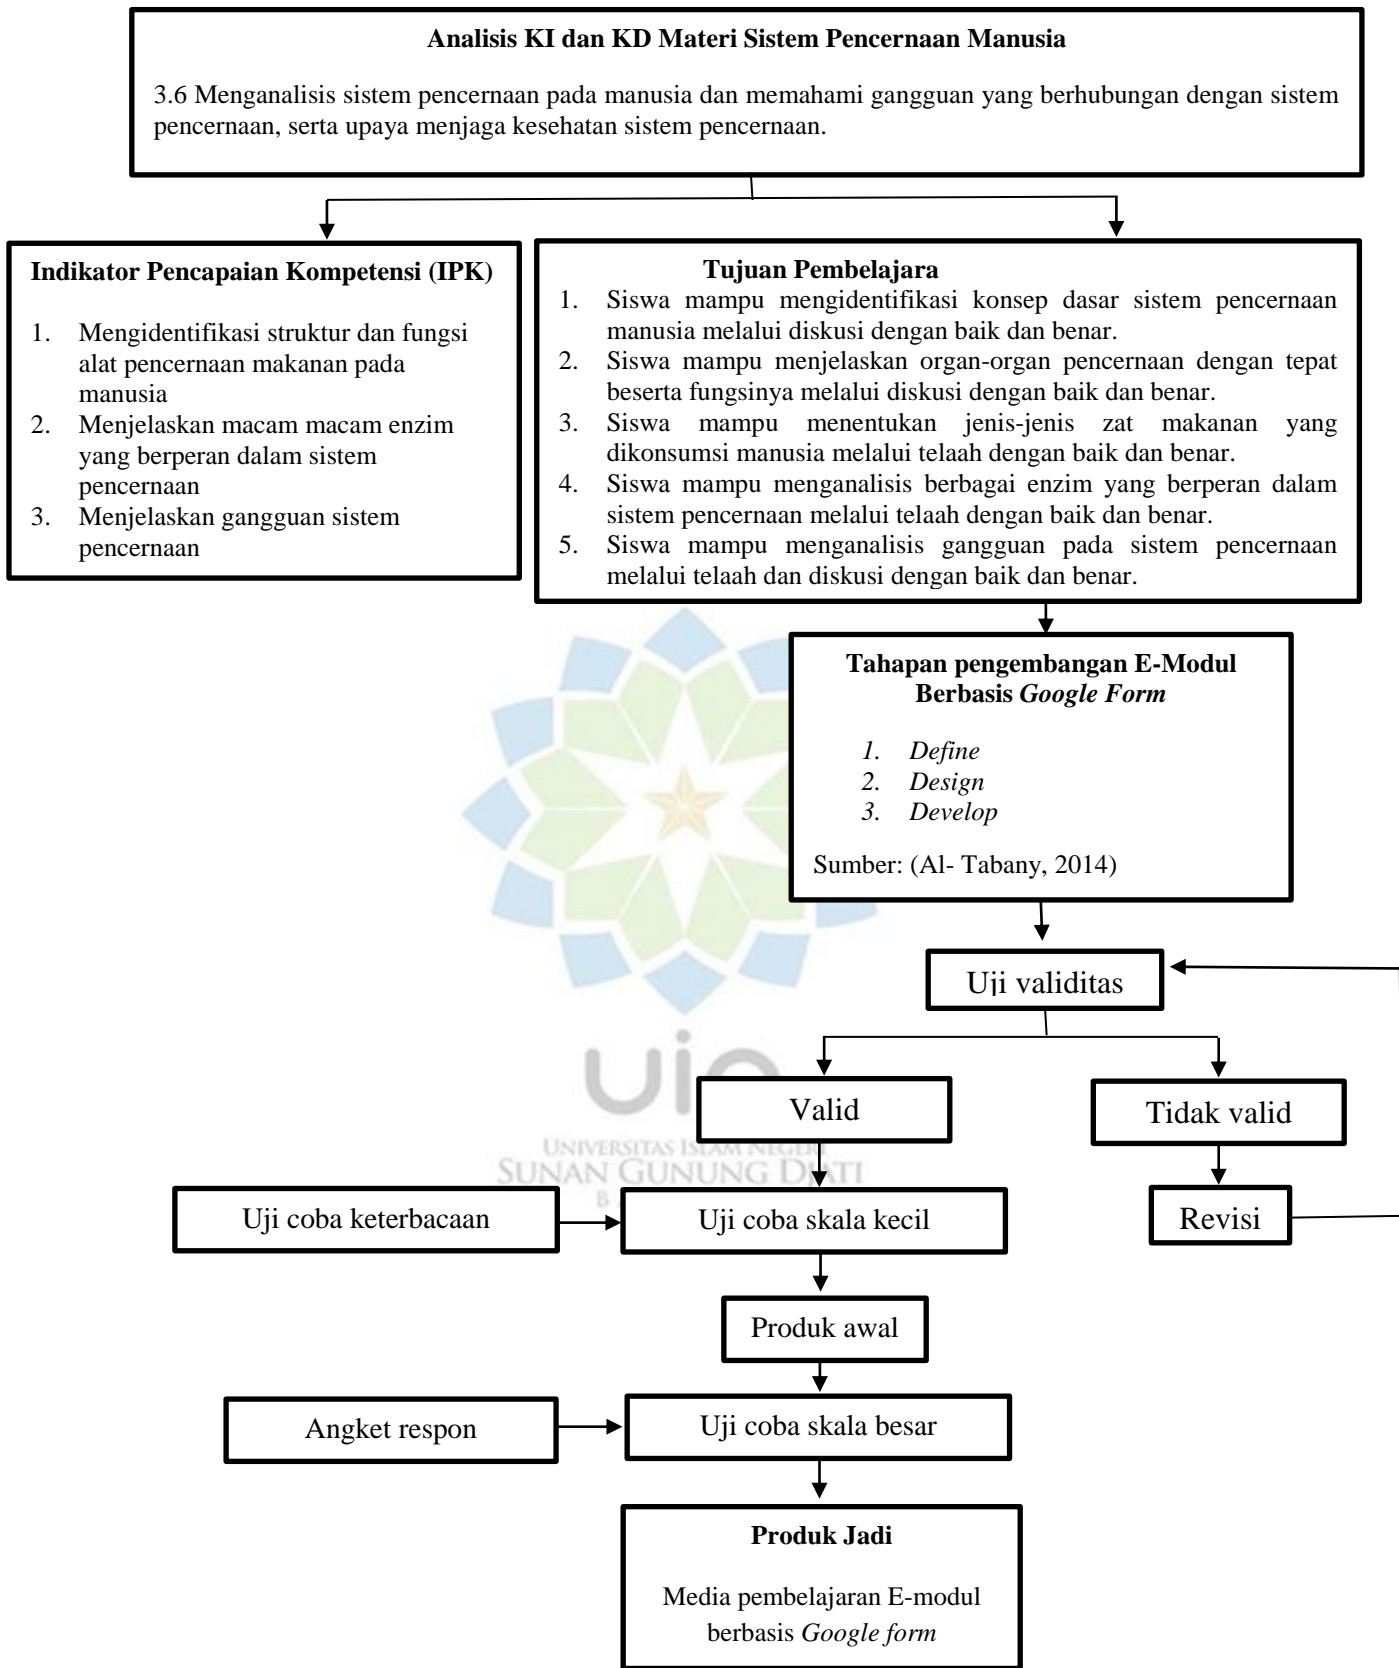 Analisis KI dan KD Materi Sistem Pencernaan Manusia
3.6 Menganalisis sistem pencernaan pada manusia dan memahami gangguan yang berhubungan dengan sistem
pencernaan, serta upaya menjaga kesehatan sistem pencernaan.
Indikator Pencapaian Kompetensi (IPK)
1. Mengidentifikasi struktur dan fungsi
alat pencernaan makanan pada
manusia
2. Menjelaskan macam macam enzim
yang berperan dalam sistem
pencernaan
3. Menjelaskan gangguan sistem
pencernaan
Tujuan Pembelajara
1. Siswa mampu mengidentifikasi konsep dasar sistem pencernaan
manusia melalui diskusi dengan baik dan benar.
2. Siswa mampu menjelaskan organ-organ pencernaan dengan tepat
beserta fungsinya melalui diskusi dengan baik dan benar.
3. Siswa mampu menentukan jenis-jenis zat makanan yang
dikonsumsi manusia melalui telaah dengan baik dan benar.
4. Siswa mampu menganalisis berbagai enzim yang berperan dalam
sistem pencernaan melalui telaah dengan baik dan benar.
5. Siswa mampu menganalisis gangguan pada sistem pencernaan
melalui telaah dan diskusi dengan baik dan benar.
Tahapan pengembangan E-Modul
Berbasis Google Form
1. Define
2. Design
3. Develop
Sumber: (Al- Tabany, 2014)
Uji validitas
Valid
Tidak valid
uin
UNIVERSITAS ISLAM NEGERI
SUNAN GUNUNG DJATI
B
Uji coba keterbacaan
Uji coba skala kecil
Revisi
Produk awal
Angket respon
Uji coba skala besar
Produk Jadi
Media pembelajaran E-modul
berbasis Google form